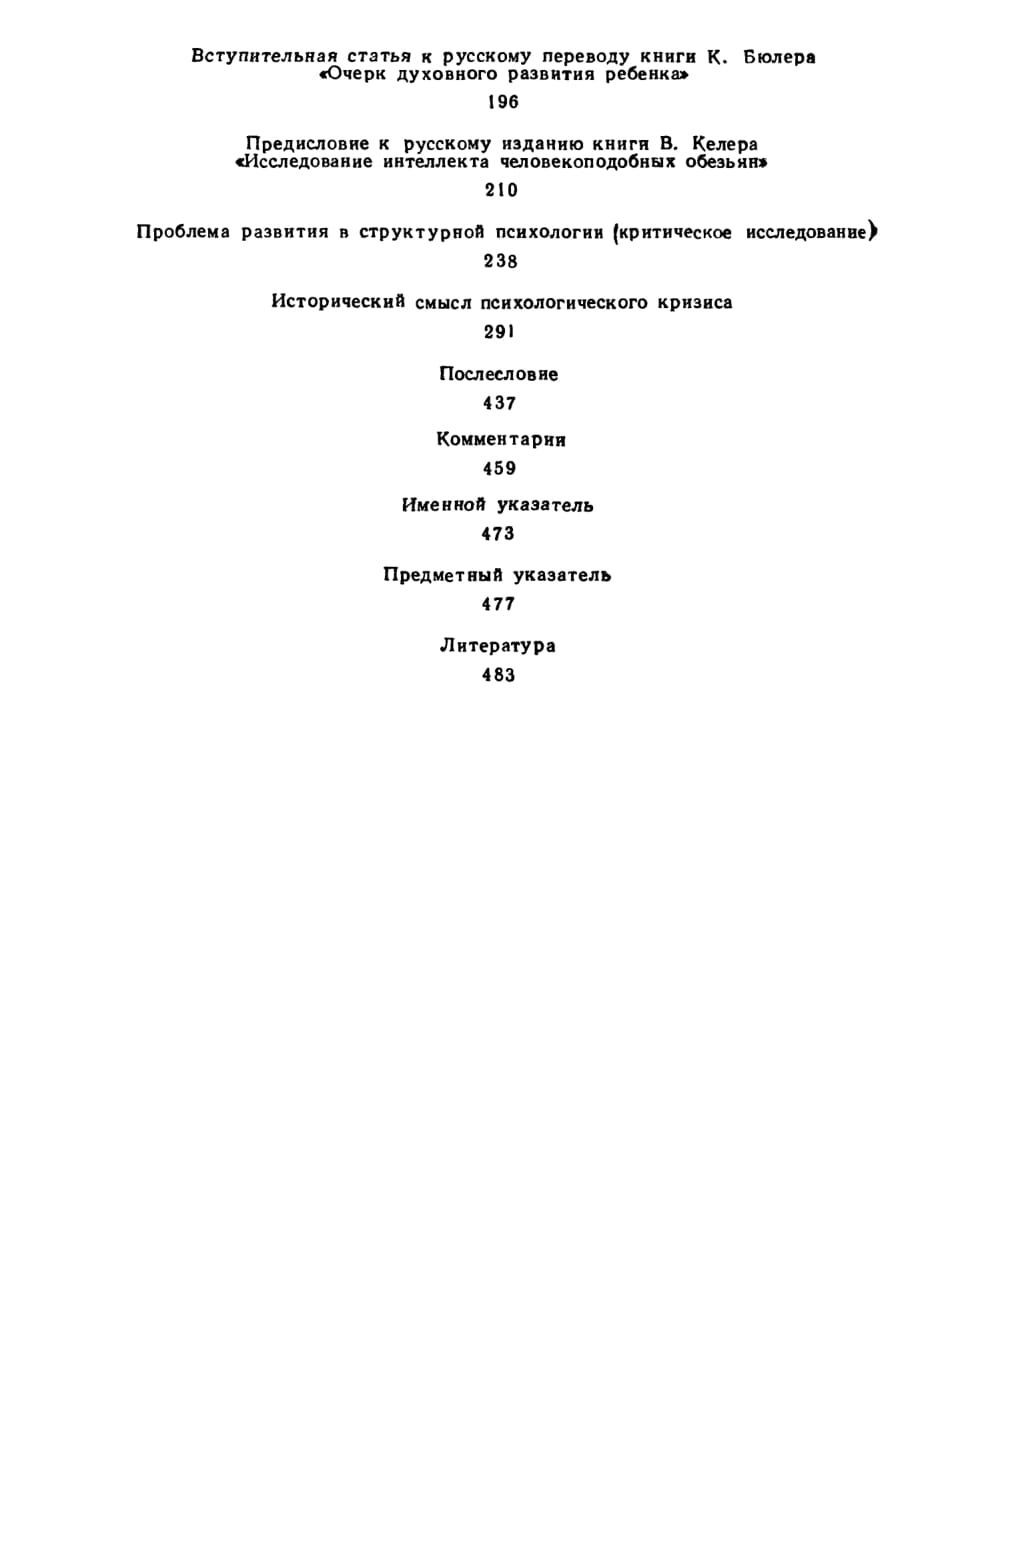 Вступительная статья к русскому переводу книги К. Бюлера
«Очерк духовного развития ребенка»
196
Предисловие к русскому изданию книги В. Келера
«Исследование интеллекта человекоподобных обезьян»
210
Проблема развития в структурной психологии (критическое исследование)
238
Исторический смысл психологического кризиса
291
Послесловие
437
Комментарии
459
Именной указатель
473
Предметный указатель
477
Литература
483